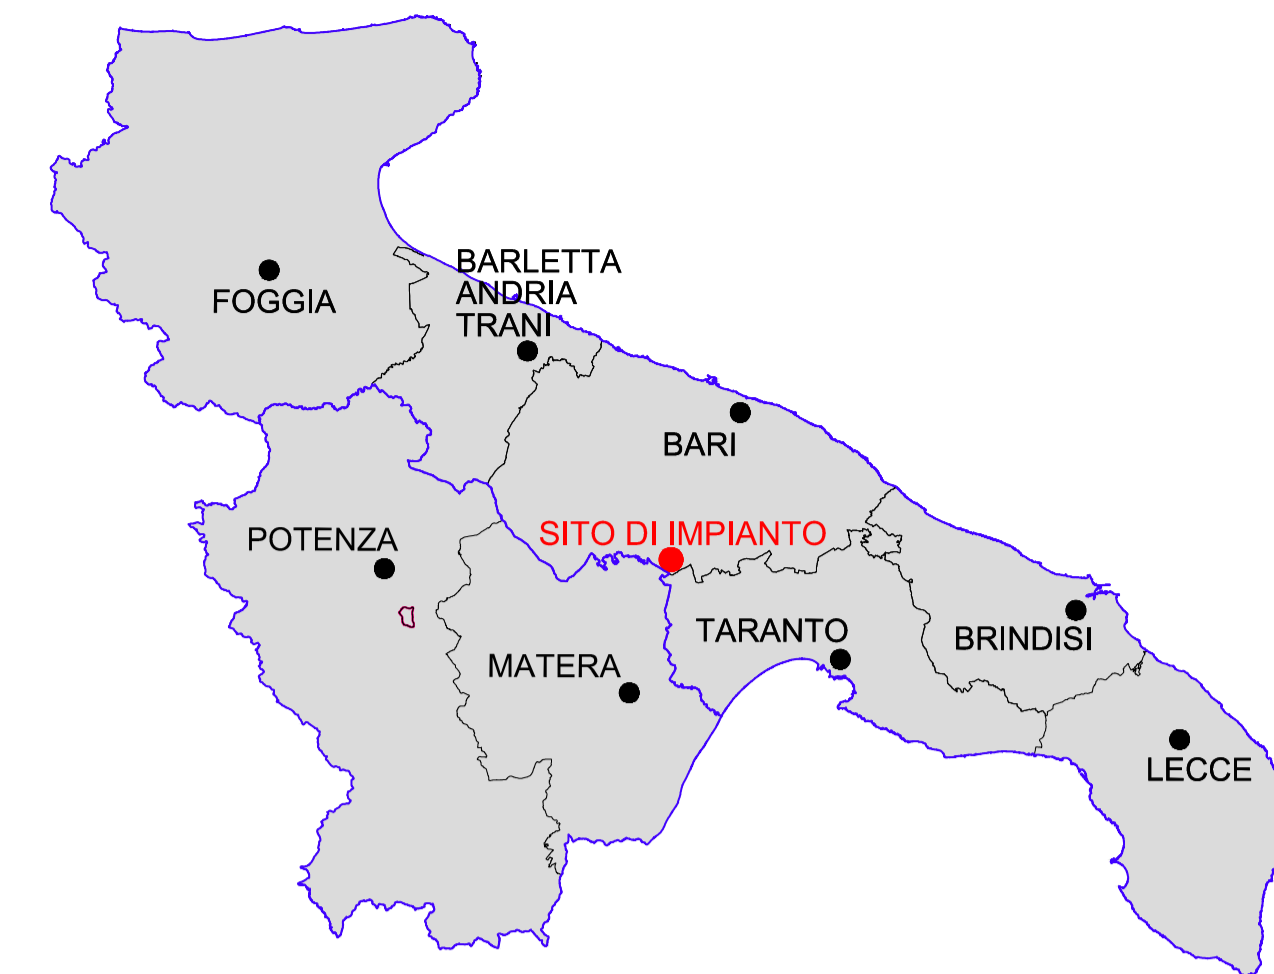 BARLETTA
ANDRIA
TRANI
FOGGIA
BARI
SITO DI IMPIANTO
POTENZA
TARANTO
BRINDISI
MATERA
LECCE